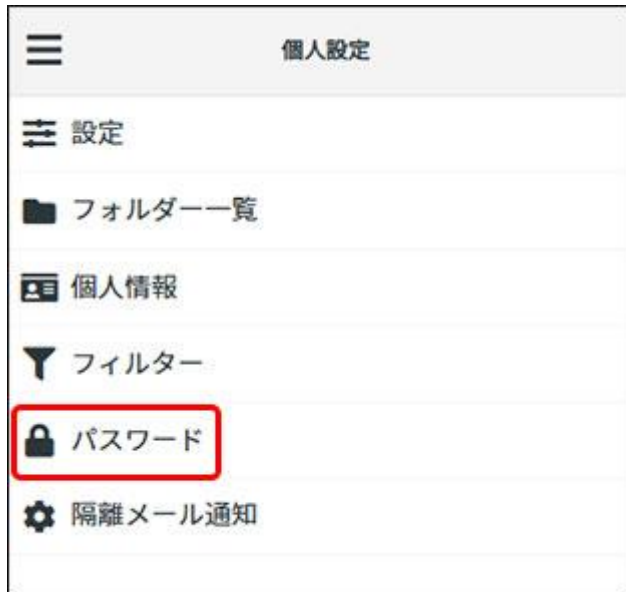 個人設定
設定
フォルダー一覧
個人情報
フィルター
パスワード
隔離メール通知